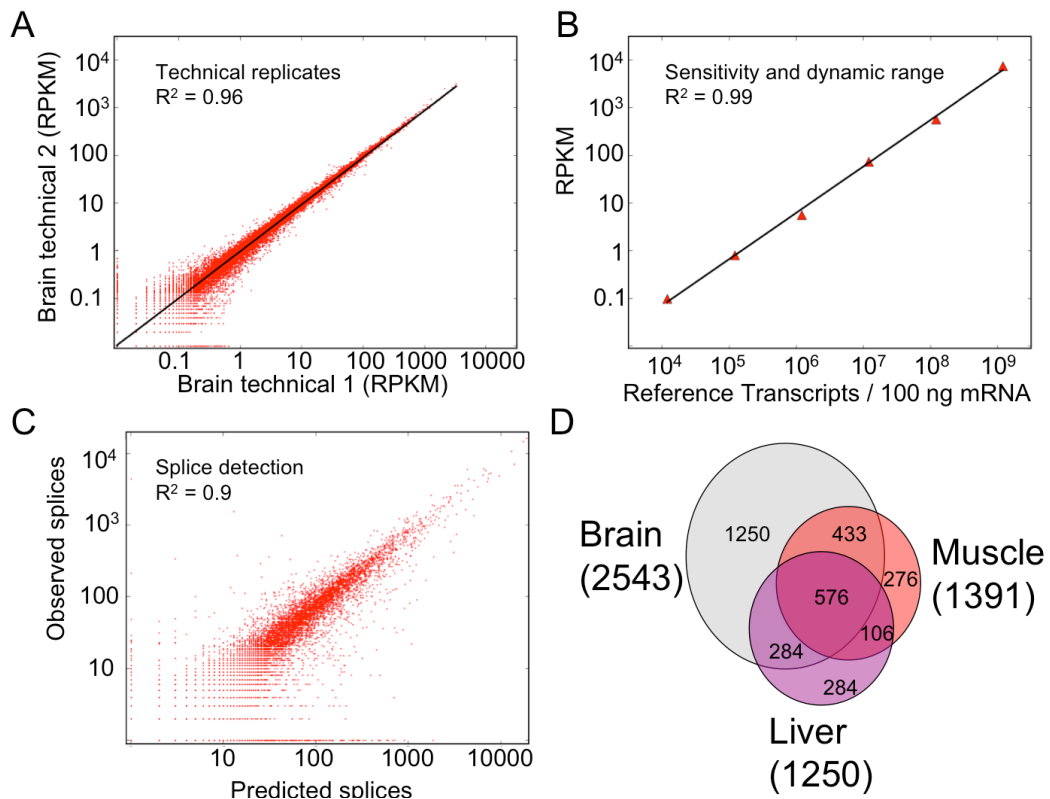 A
Technical replicates
R² = 0.96
Brain technical 2 (RPKM)
10⁴
10³
100
10
1
0.1
0.1 1 10 100 1000 10000
Brain technical 1 (RPKM)
B
Sensitivity and dynamic range
R² = 0.99
RPKM
10⁴
10³
100
10
1
0.1
10⁴ 10⁵ 10⁶ 10⁷ 10⁸ 10⁹
Reference Transcripts / 100 ng mRNA
C
Splice detection
R² = 0.9
Observed splices
10⁴
10³
100
10
10 100 1000 10000
Predicted splices
D
Brain
(2543)
1250
433
Muscle
(1391)
276
576
106
284
284
Liver
(1250)